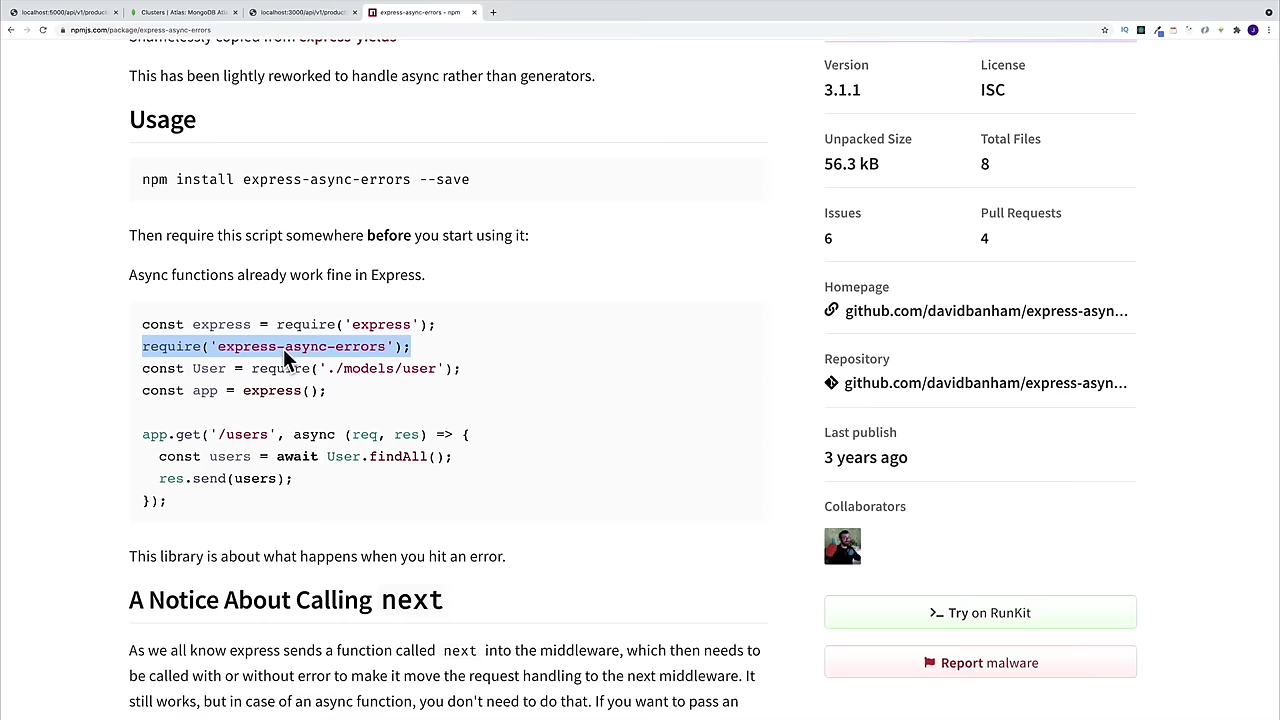 localhost:5000/api/v1/product
Clusters | Atlas: MongoDB Atl
localhost:3000/api/v1/product
express-async-errors - npm
npmjs.com/package/express-async-errors
Shamelessly copied from express-yields
This has been lightly reworked to handle async rather than generators.
Usage
npm install express-async-errors --save
Then require this script somewhere before you start using it:
Async functions already work fine in Express.
const express = require('express');
require('express-async-errors');
const User = require('./models/user');
const app = express();
app.get('/users', async (req, res) => {
const users = await User.findAll();
res.send(users);
});
This library is about what happens when you hit an error.
A Notice About Calling next
As we all know express sends a function called next into the middleware, which then needs to
be called with or without error to make it move the request handling to the next middleware. It
still works, but in case of an async function, you don't need to do that. If you want to pass an
Version
License
3.1.1
ISC
Unpacked Size
Total Files
56.3 kB
8
Issues
Pull Requests
6
4
Homepage
github.com/davidbanham/express-asyn...
Repository
github.com/davidbanham/express-asyn...
Last publish
3 years ago
Collaborators
Try on RunKit
Report malware